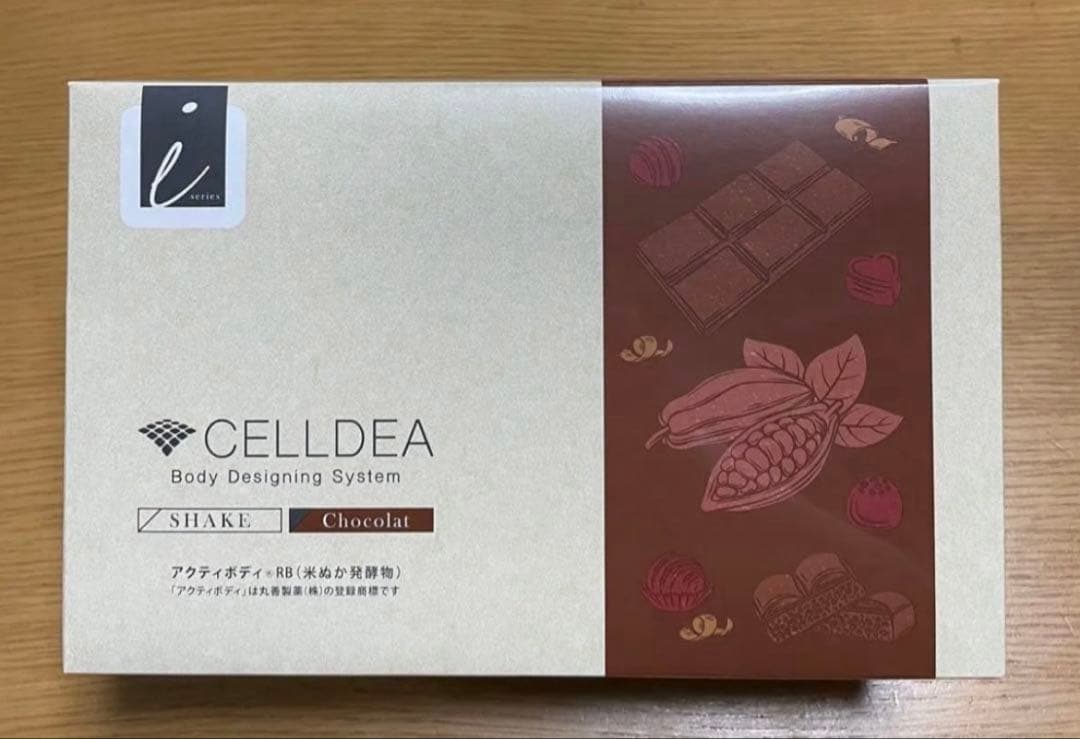 i
series
CELLDEA
Body Designing System
SHAKE
Chocolat
アクティボディ®RB(米ぬか発酵物)
「アクティボディ」は丸善製薬(株)の登録商標です